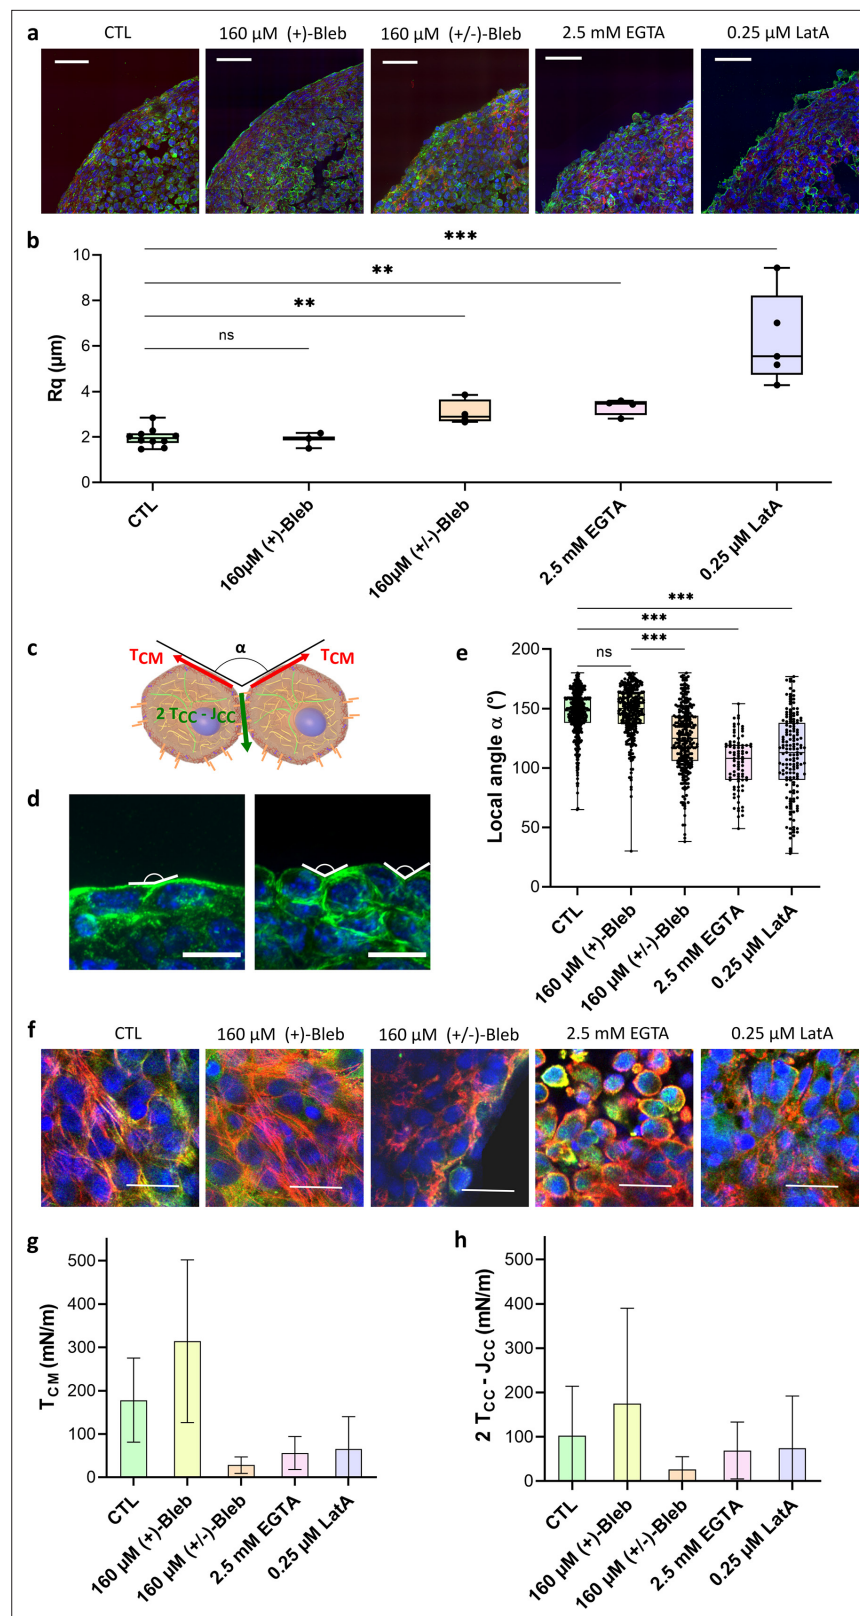 a
CTL 160 µM (+)-Bleb 160 µM (+/-)-Bleb 2.5 mM EGTA 0.25 µM LatA
b
***
**
**
ns
Rq (µm)
10
8
6
4
2
0
CTL
160µM (+)-Bleb
160µM (+/-)-Bleb
2.5 mM EGTA
0.25 µM LatA
c
α
TCM TCM
2 TCC - JCC
d
e
***
***
ns ***
Local angle α (°)
200
150
100
50
0
CTL
160 µM (+)-Bleb
160 µM (+/-)-Bleb
2.5 mM EGTA
0.25 µM LatA
f
CTL 160 µM (+)-Bleb 160 µM (+/-)-Bleb 2.5 mM EGTA 0.25 µM LatA
g
TCM (mN/m)
500
400
300
200
100
0
CTL
160 µM (+)-Bleb
160 µM (+/-)-Bleb
2.5 mM EGTA
0.25 µM LatA
h
2 TCC - JCC (mN/m)
500
400
300
200
100
0
CTL
160 µM (+)-Bleb
160 µM (+/-)-Bleb
2.5 mM EGTA
0.25 µM LatA